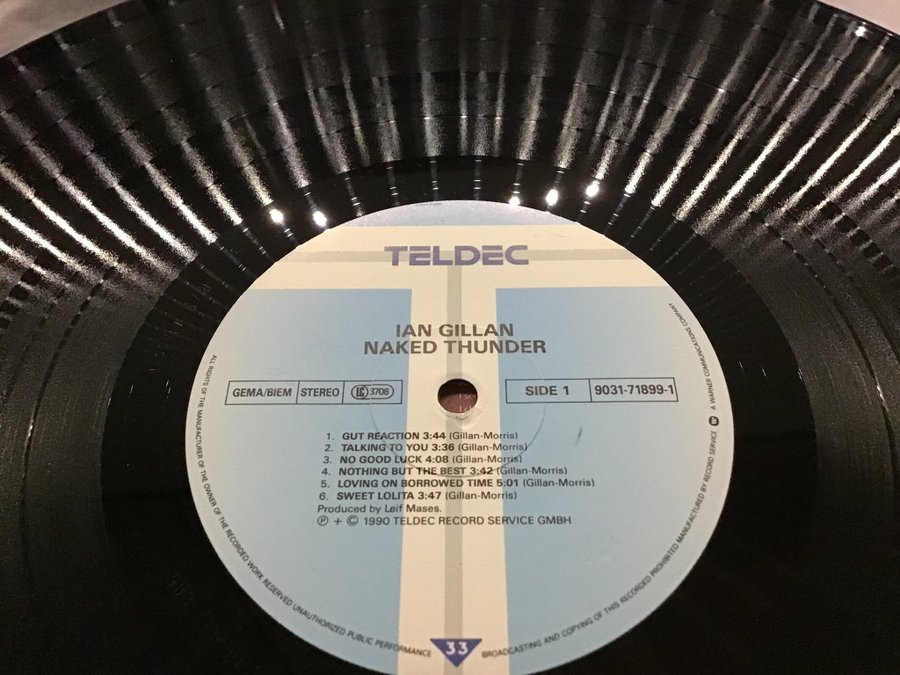 TELDEC
IAN GILLAN
NAKED THUNDER
GEMA/BIEM STEREO LC 3706
SIDE 1 9031-71899-1
1. GUT REACTION 3:44 (Gillan-Morris)
2. TALKING TO YOU 3:36 (Gillan-Morris)
3. NO GOOD LUCK 4:08 (Gillan-Morris)
4. NOTHING BUT THE BEST 3:42 (Gillan-Morris)
5. LOVING ON BORROWED TIME 5:01 (Gillan-Morris)
6. SWEET LOLITA 3:47 (Gillan-Morris)
Produced by Leif Mases.
℗ + © 1990 TELDEC RECORD SERVICE GMBH
ALL RIGHTS OF THE MANUFACTURER OF THE OWNER OF THE RECORDED WORK RESERVED UNAUTHORIZED PUBLIC PERFORMANCE
33
BROADCASTING AND COPYING OF THIS RECORDED PROHIBITED MANUFACTURED BY RECORD SERVICE A WARNER COMMUNICATIONS COMPANY